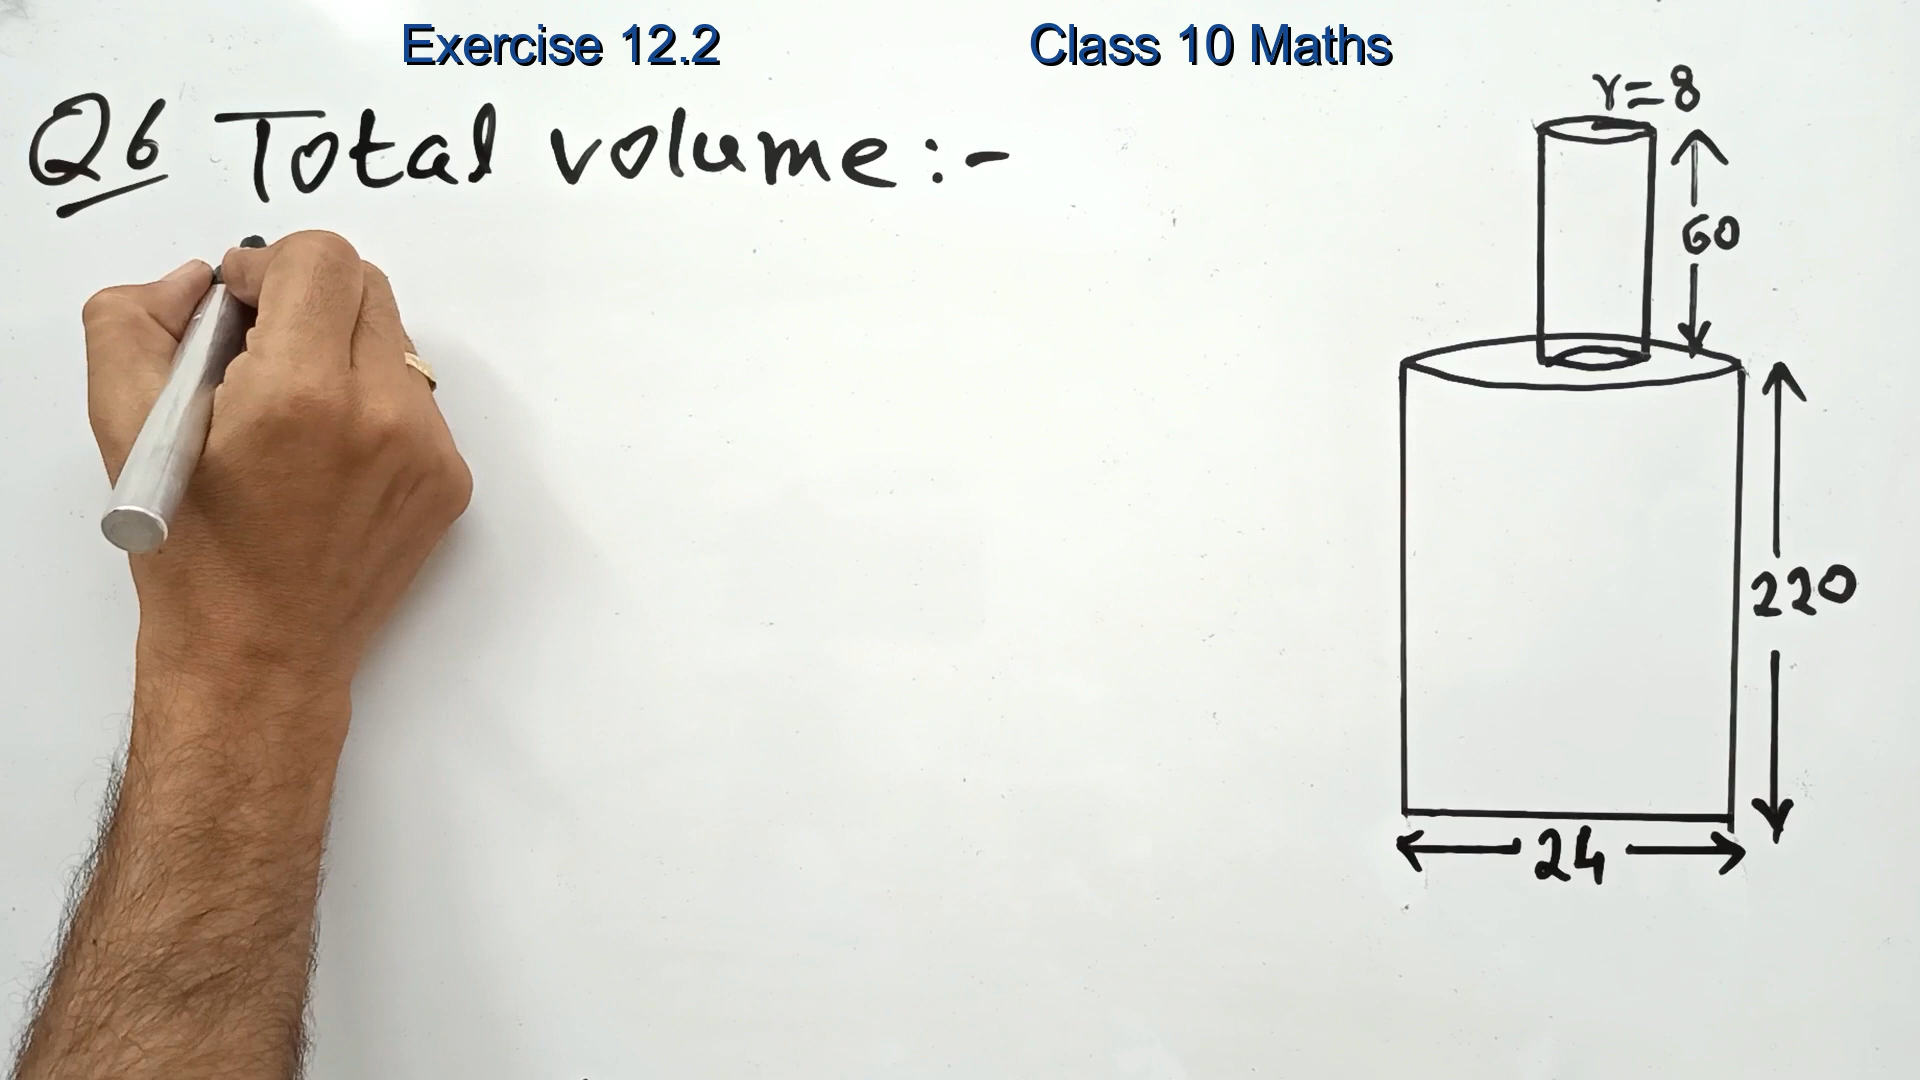 Exercise 12.2 Class 10 Maths
Q6 Total volume:-
r=8
60
220
24